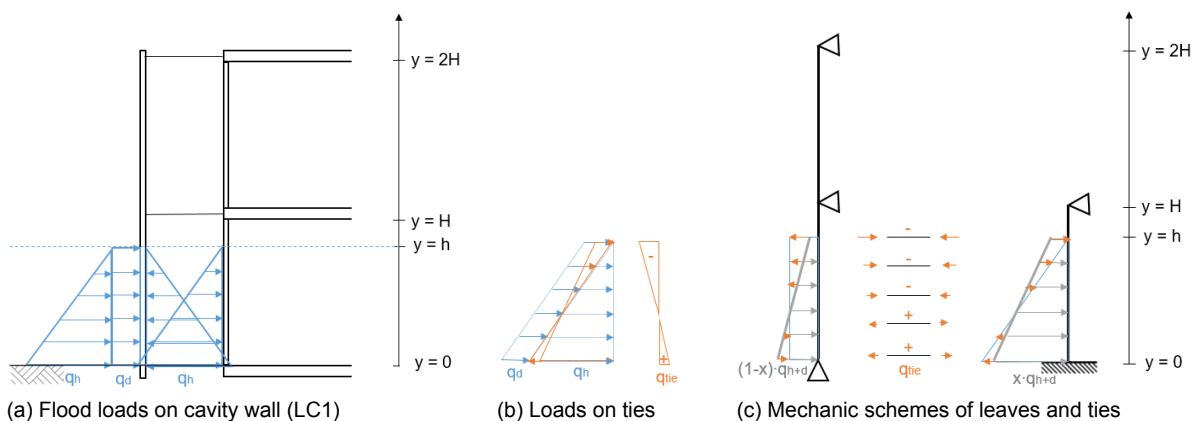 y = 2H
y = H
y = h
y = 0
qh
qd
qh
(a) Flood loads on cavity wall (LC1)
-
+
qd
qh
qtie
(b) Loads on ties
y = 2H
y = H
y = h
y = 0
-
-
-
+
+
(1-x)·qh+d
qtie
x·qh+d
(c) Mechanic schemes of leaves and ties